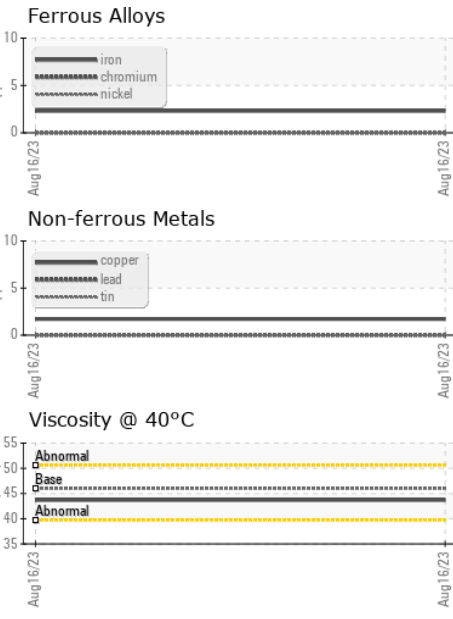 Ferrous Alloys
10
iron
chromium
nickel
5
0
Aug16/23
Aug16/23
Non-ferrous Metals
10
copper
lead
tin
5
0
Aug16/23
Aug16/23
Viscosity @ 40°C
55
Abnormal
50
Base
45
Abnormal
40
35
Aug16/23
Aug16/23